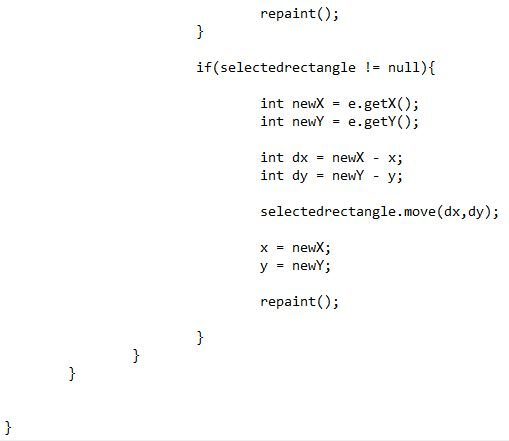 repaint();
}
if(selectedrectangle != null){
int newX = e.getX();
int newY = e.getY();
int dx = newX - x;
int dy = newY - y;
selectedrectangle.move(dx,dy);
x = newX;
y = newY;
repaint();
}
}
}
}